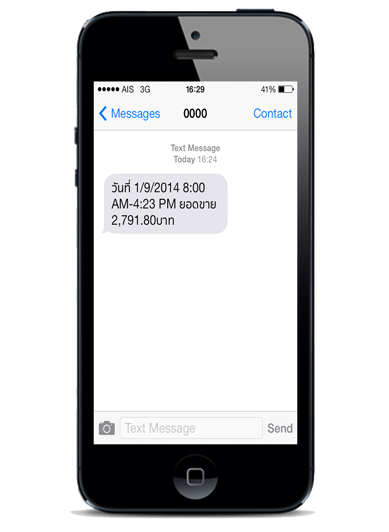 AIS 3G 16:29 41%
Messages 0000 Contact
Text Message
Today 16:24
วันที่ 1/9/2014 8:00
AM-4:23 PM ยอดขาย
2,791.80บาท
Text Message Send